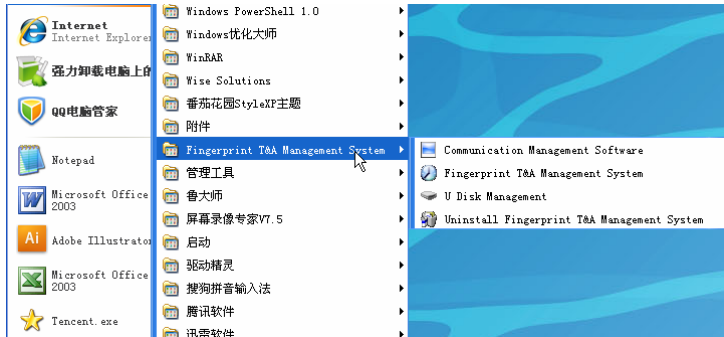 Internet
Internet Explorer
强力卸载电脑上的
QQ电脑管家
Notepad
Microsoft Office
2003
Adobe Illustrator
Microsoft Office
2003
Tencent.exe
Windows PowerShell 1.0
Windows优化大师
WinRAR
Wise Solutions
番茄花园StyleXP主题
附件
Fingerprint T&A Management System
管理工具
鲁大师
屏幕录像专家V7.5
启动
驱动精灵
搜狗拼音输入法
腾讯软件
迅雷软件
Communication Management Software
Fingerprint T&A Management System
U Disk Management
Uninstall Fingerprint T&A Management System